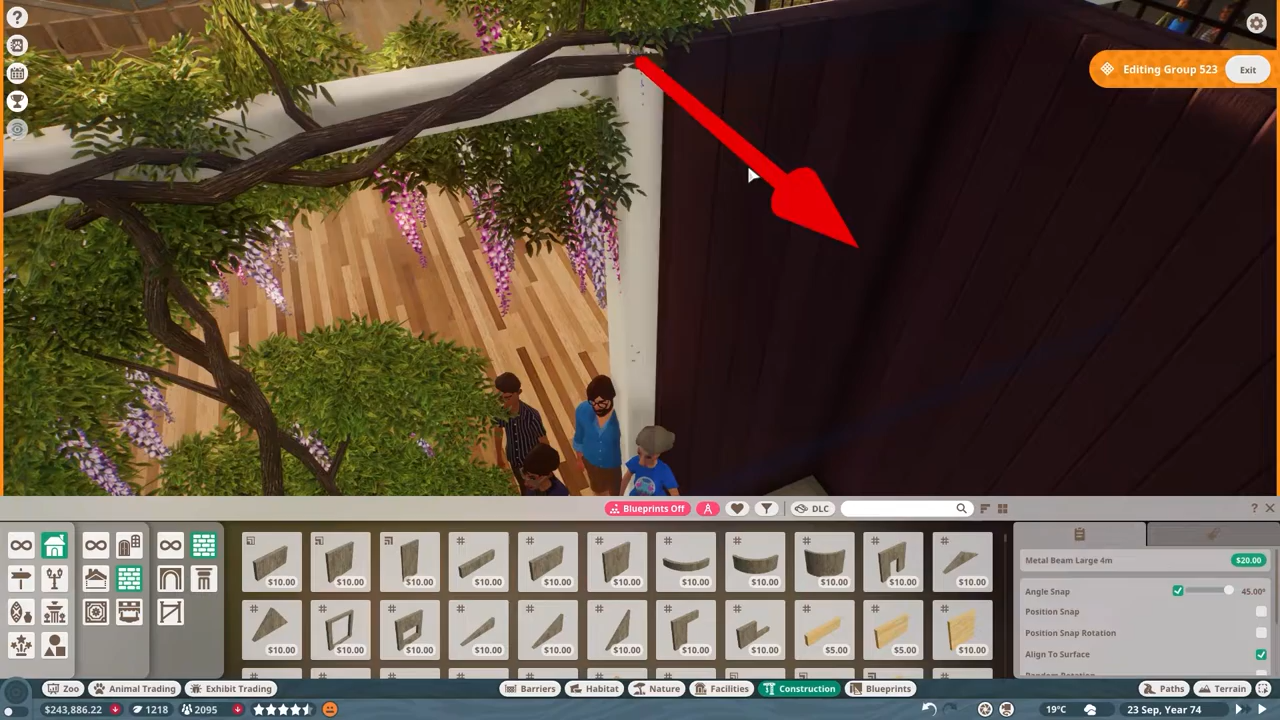 Editing Group 523
Exit
Blueprints Off
DLC
$10.00 $10.00 $10.00 $10.00 $10.00 $10.00 $10.00 $10.00 $10.00 $10.00 $10.00
$10.00 $10.00 $10.00 $10.00 $10.00 $10.00 $10.00 $10.00 $5.00 $5.00 $10.00
Metal Beam Large 4m $20.00
Angle Snap 45.00°
Position Snap
Position Snap Rotation
Align To Surface
Zoo Animal Trading Exhibit Trading Barriers Habitat Nature Facilities Construction Blueprints Paths Terrain
$243,886.22 1218 2095 19°C 23 Sep, Year 74